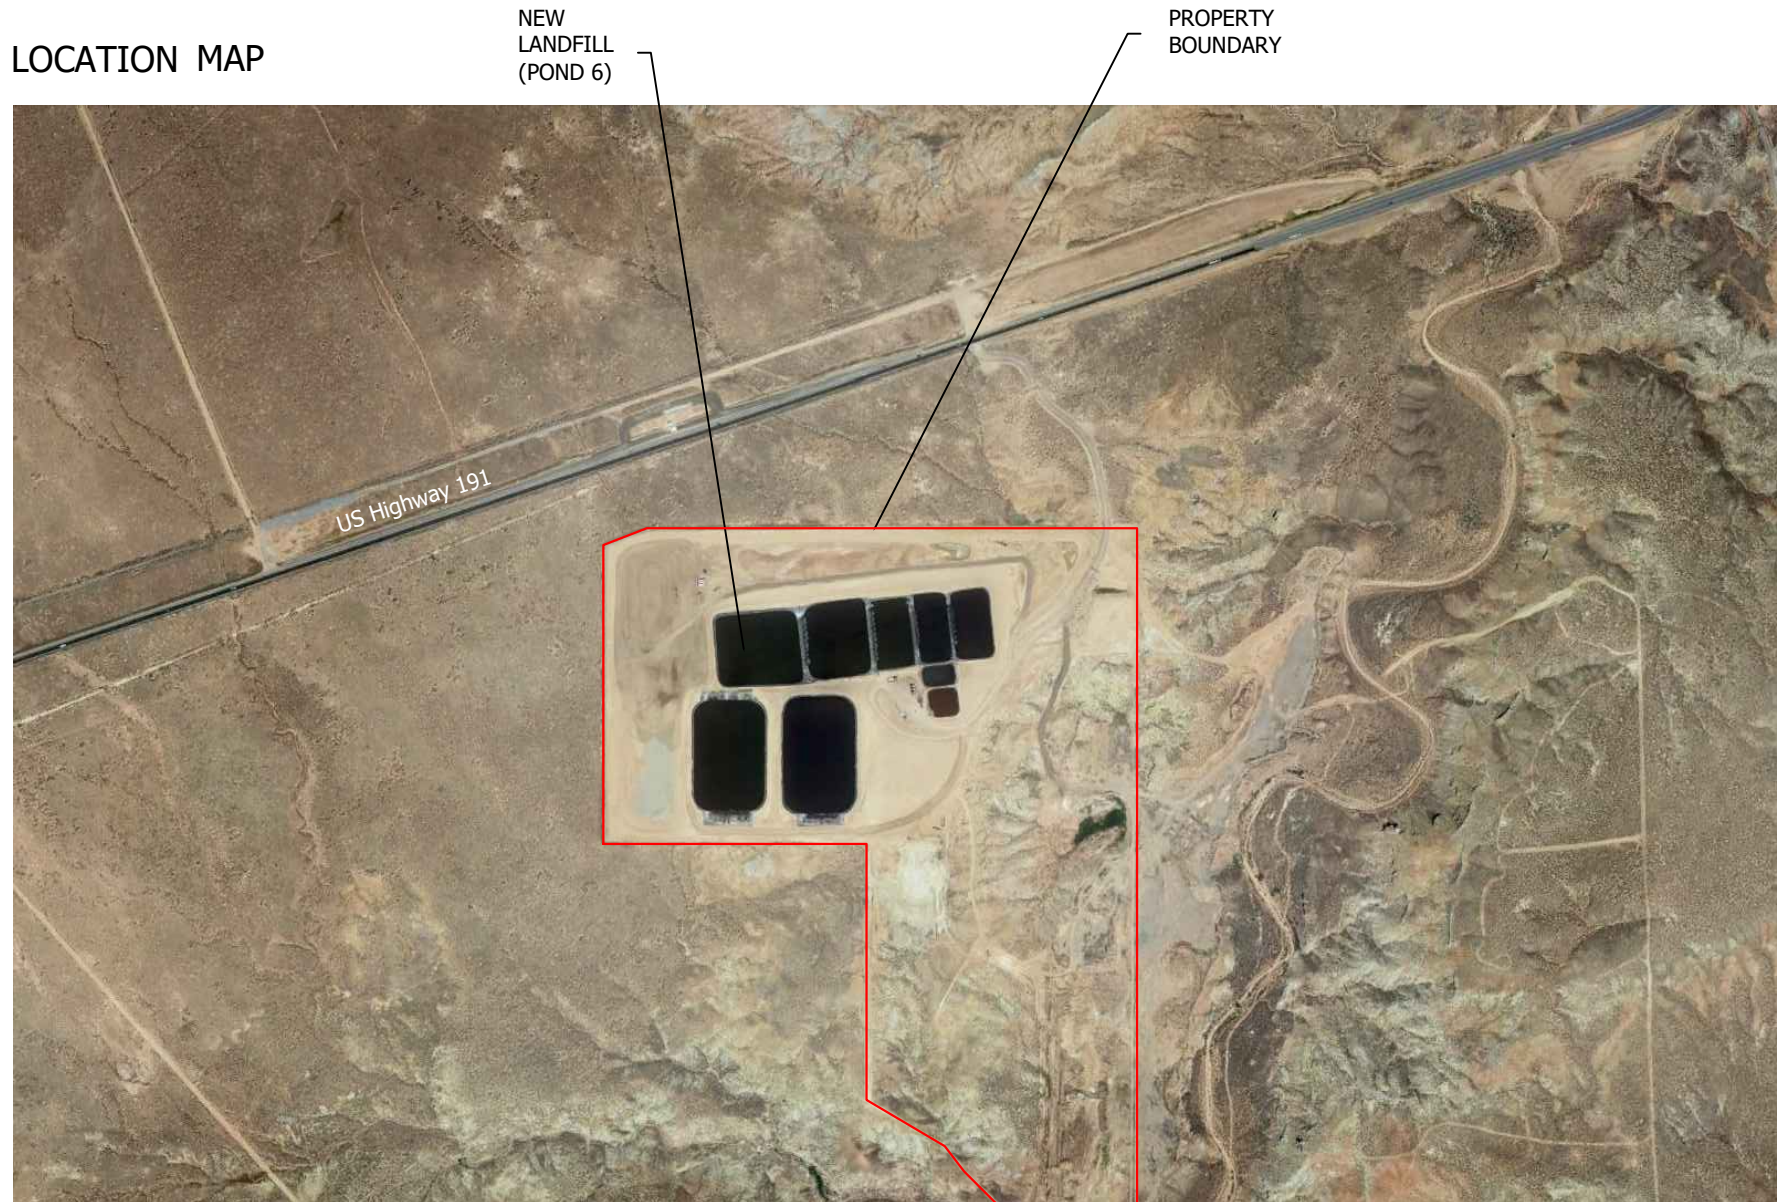 NEW
LANDFILL
(POND 6)
PROPERTY
BOUNDARY
LOCATION MAP
US Highway 191